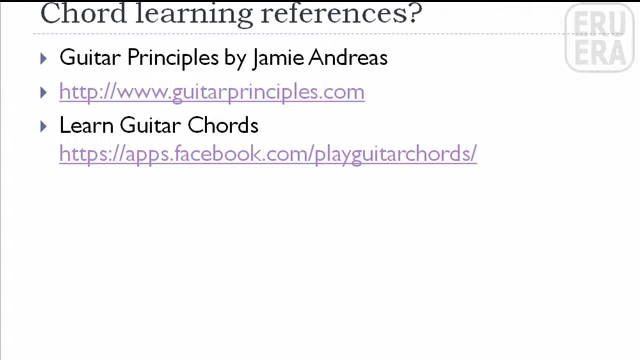 Chord learning references?
ERU
ERA
Guitar Principles by Jamie Andreas
http://www.guitarprinciples.com
Learn Guitar Chords
https://apps.facebook.com/playguitarchords/